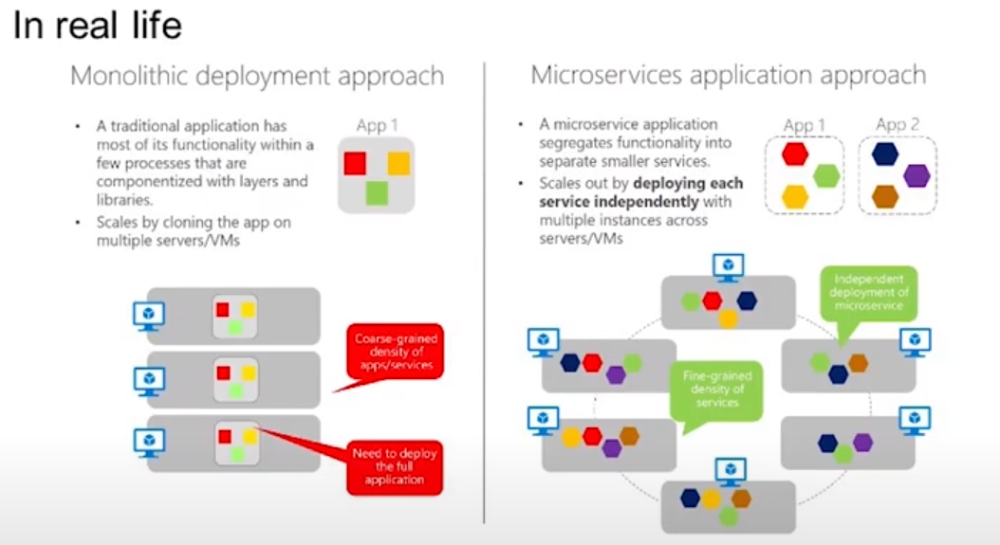 In real life
Monolithic deployment approach
• A traditional application has
most of its functionality within a
few processes that are
componentized with layers and
libraries.
• Scales by cloning the app on
multiple servers/VMs
App 1
Coarse-grained
density of
apps/services
Need to deploy
the full
application
Microservices application approach
• A microservice application
segregates functionality into
separate smaller services.
• Scales out by deploying each
service independently with
multiple instances across
servers/VMs
App 1
App 2
Independent
deployment of
microservice
Fine-grained
density of
services